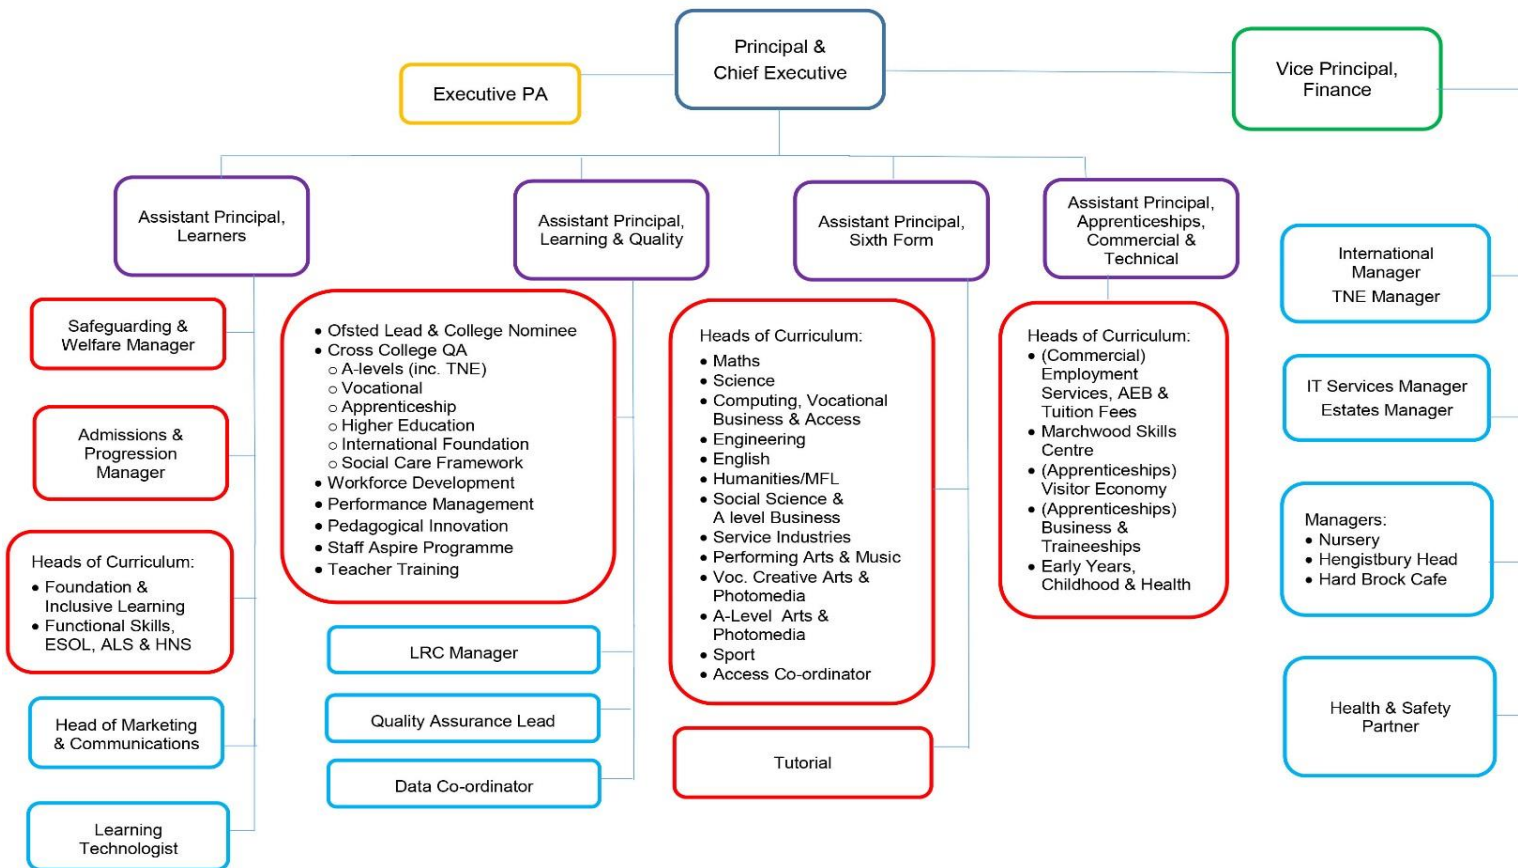 Principal &
Chief Executive
Executive PA
Vice Principal,
Finance
Assistant Principal,
Learners
Assistant Principal,
Learning & Quality
Assistant Principal,
Sixth Form
Assistant Principal,
Apprenticeships,
Commercial &
Technical
Safeguarding &
Welfare Manager
Admissions &
Progression
Manager
Heads of Curriculum:
• Foundation &
Inclusive Learning
• Functional Skills,
ESOL, ALS & HNS
Head of Marketing
& Communications
Learning
Technologist
• Ofsted Lead & College Nominee
• Cross College QA
o A-levels (inc. TNE)
o Vocational
o Apprenticeship
o Higher Education
o International Foundation
o Social Care Framework
• Workforce Development
• Performance Management
• Pedagogical Innovation
• Staff Aspire Programme
• Teacher Training
LRC Manager
Quality Assurance Lead
Data Co-ordinator
Heads of Curriculum:
• Maths
• Science
• Computing, Vocational
Business & Access
• Engineering
• English
• Humanities/MFL
• Social Science &
A level Business
• Service Industries
• Performing Arts & Music
• Voc. Creative Arts &
Photomedia
• A-Level Arts &
Photomedia
• Sport
• Access Co-ordinator
Tutorial
Heads of Curriculum:
• (Commercial)
Employment
Services, AEB &
Tuition Fees
• Marchwood Skills
Centre
• (Apprenticeships)
Visitor Economy
• (Apprenticeships)
Business &
Traineeships
• Early Years,
Childhood & Health
International
Manager
TNE Manager
IT Services Manager
Estates Manager
Managers:
• Nursery
• Hengistbury Head
• Hard Brock Cafe
Health & Safety
Partner